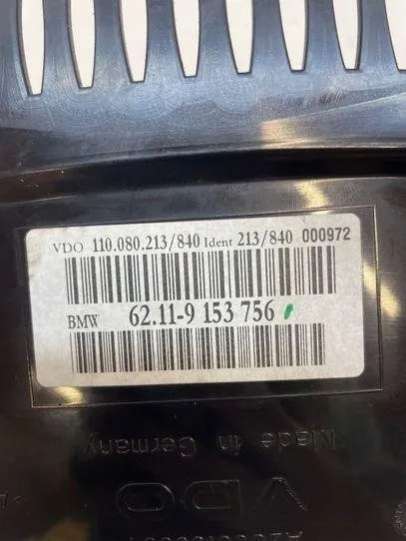 VDO 110.080.213/840 Ident 213/840 000972
BMW 62.11-9 153 756
Made in Germany
VDO